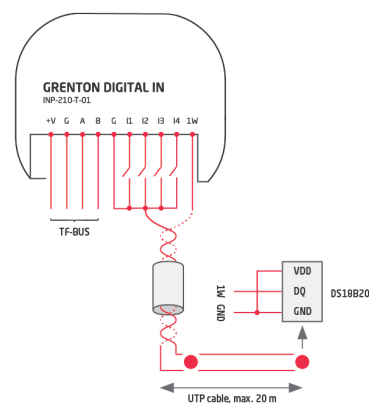 GRENTON DIGITAL IN
INP-210-T-01
+V G A B G I1 I2 I3 I4 1W
TF-BUS
VDD
1W DQ DS18B20
GND GND
UTP cable, max. 20 m